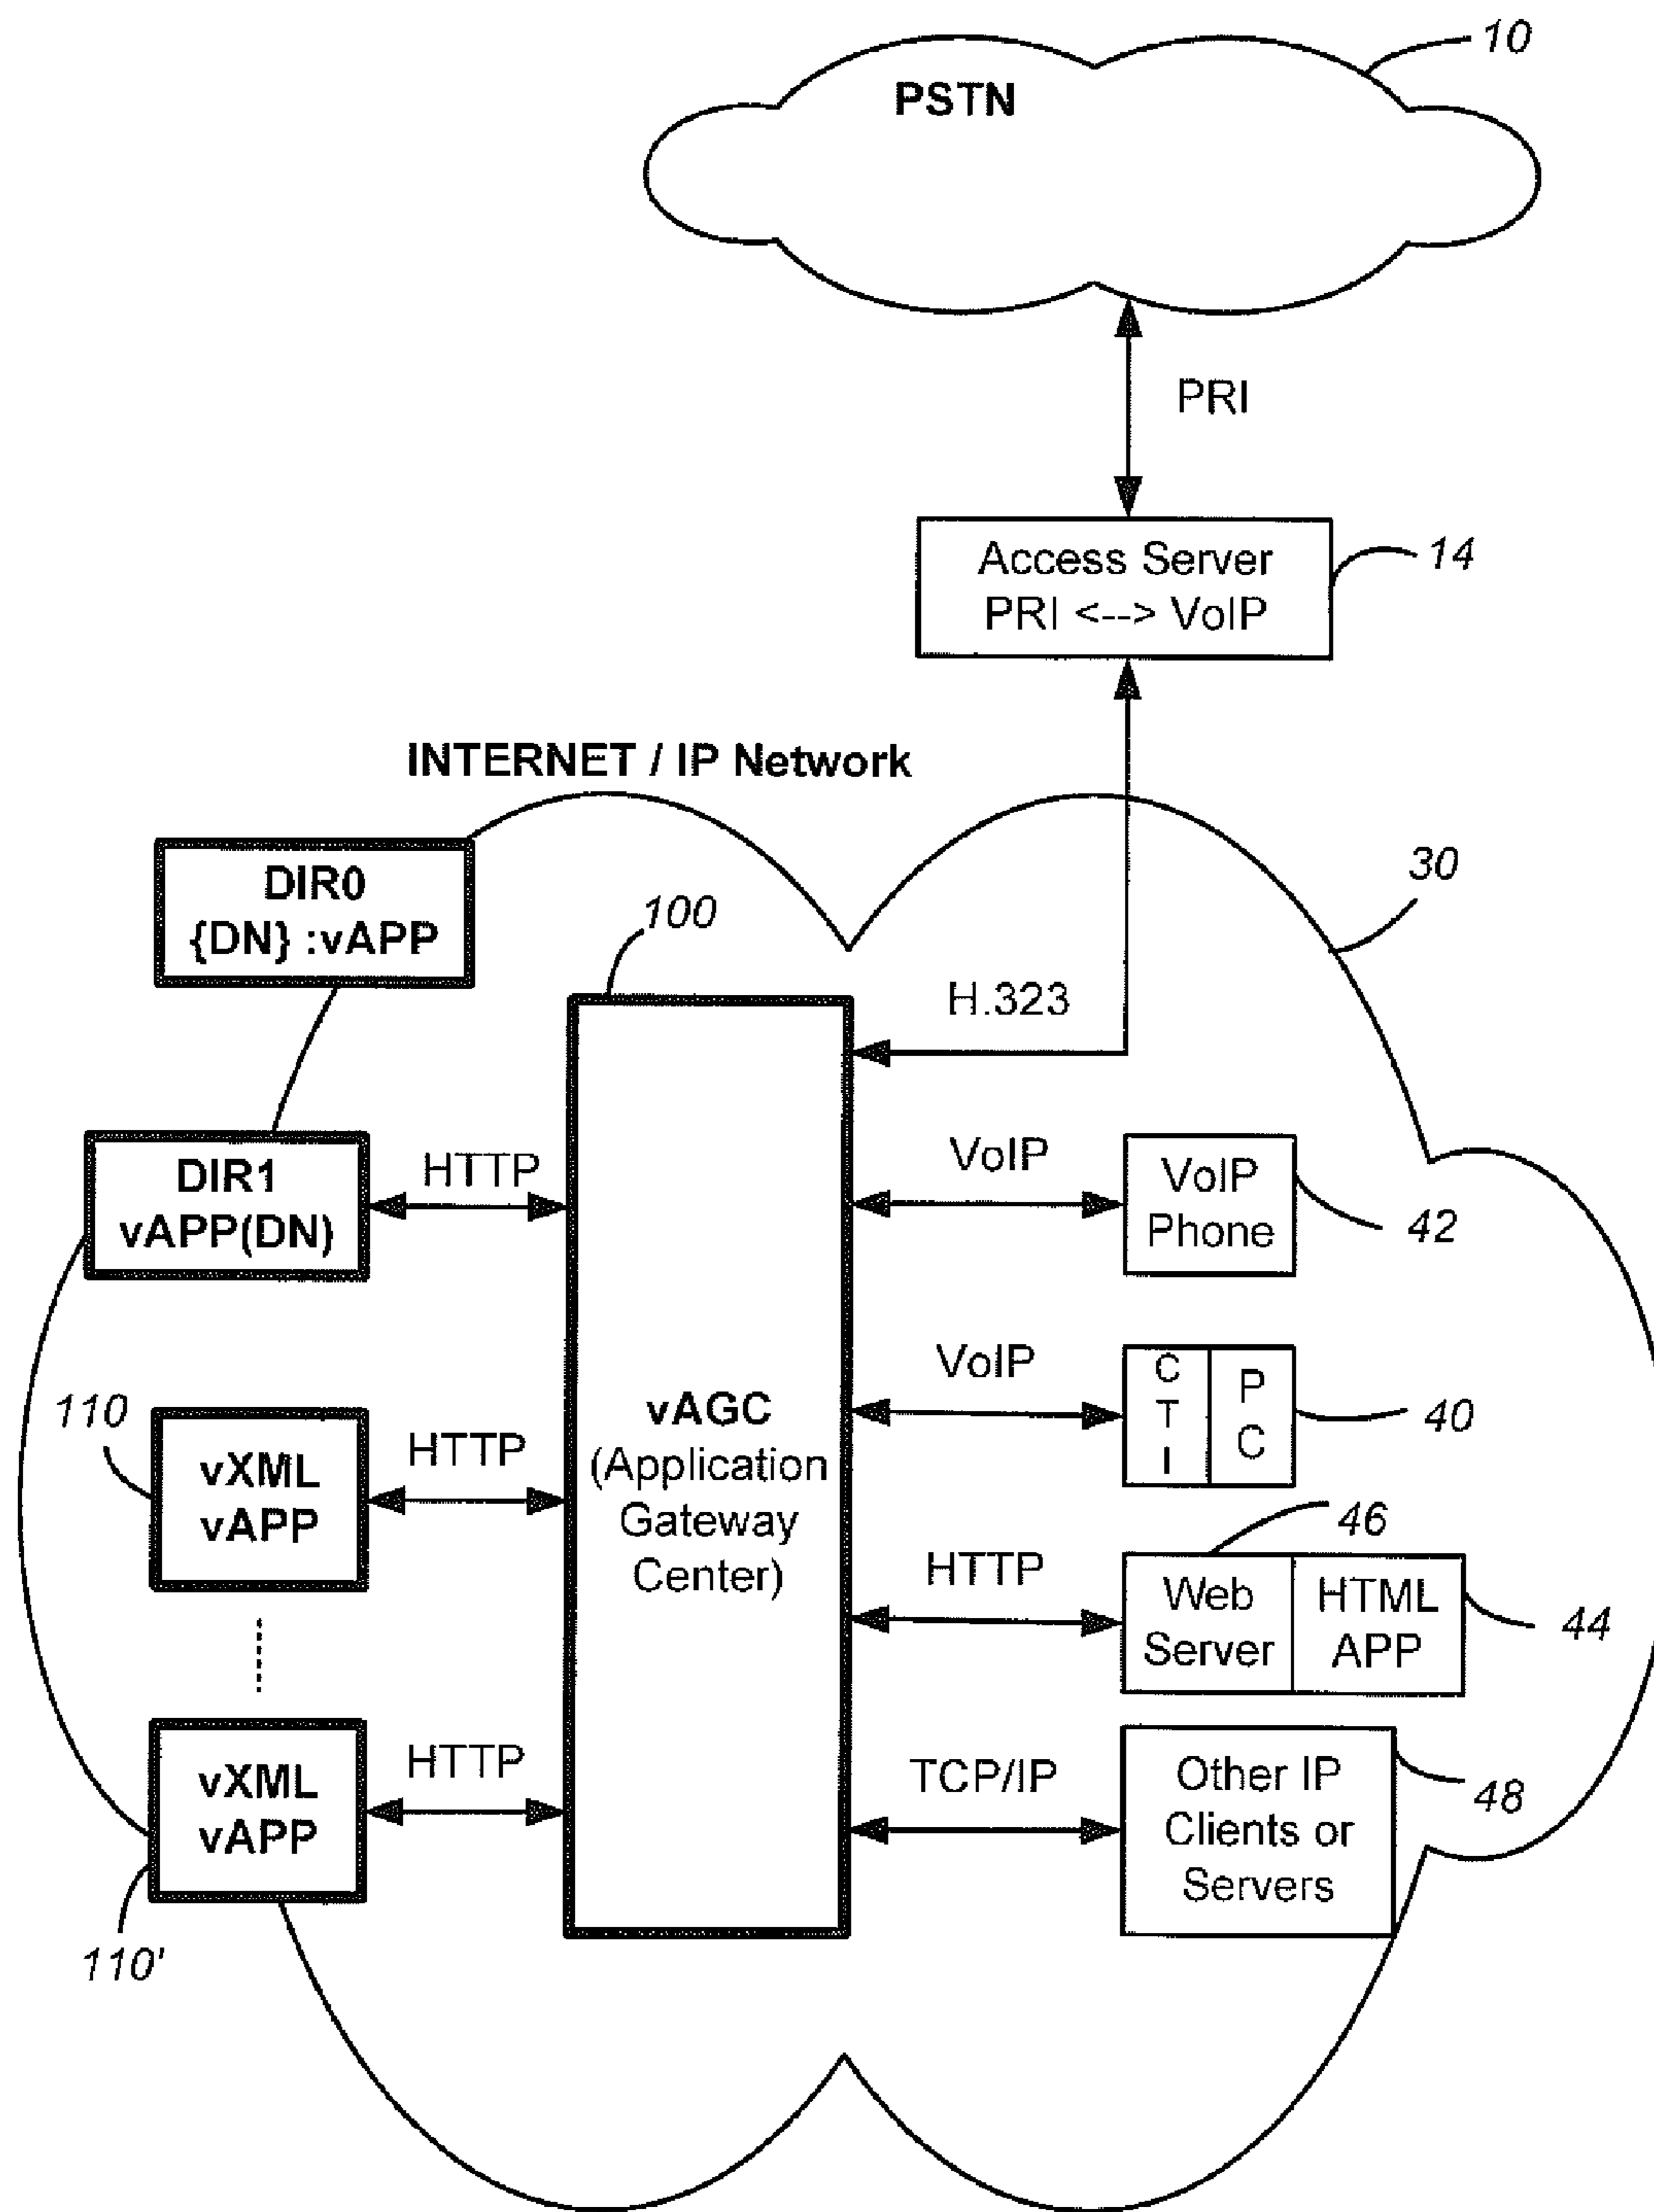 10
PSTN
PRI
Access Server
PRI <--> VoIP
14
INTERNET / IP Network
DIR0
{DN} :vAPP
100
30
H.323
DIR1
vAPP(DN)
HTTP
VoIP
VoIP
Phone
42
110
vXML
vAPP
HTTP
vAGC
(Application
Gateway
Center)
VoIP
CTI
PC
40
HTTP
46
Web
Server
HTML
APP
44
vXML
vAPP
110'
HTTP
TCP/IP
Other IP
Clients or
Servers
48